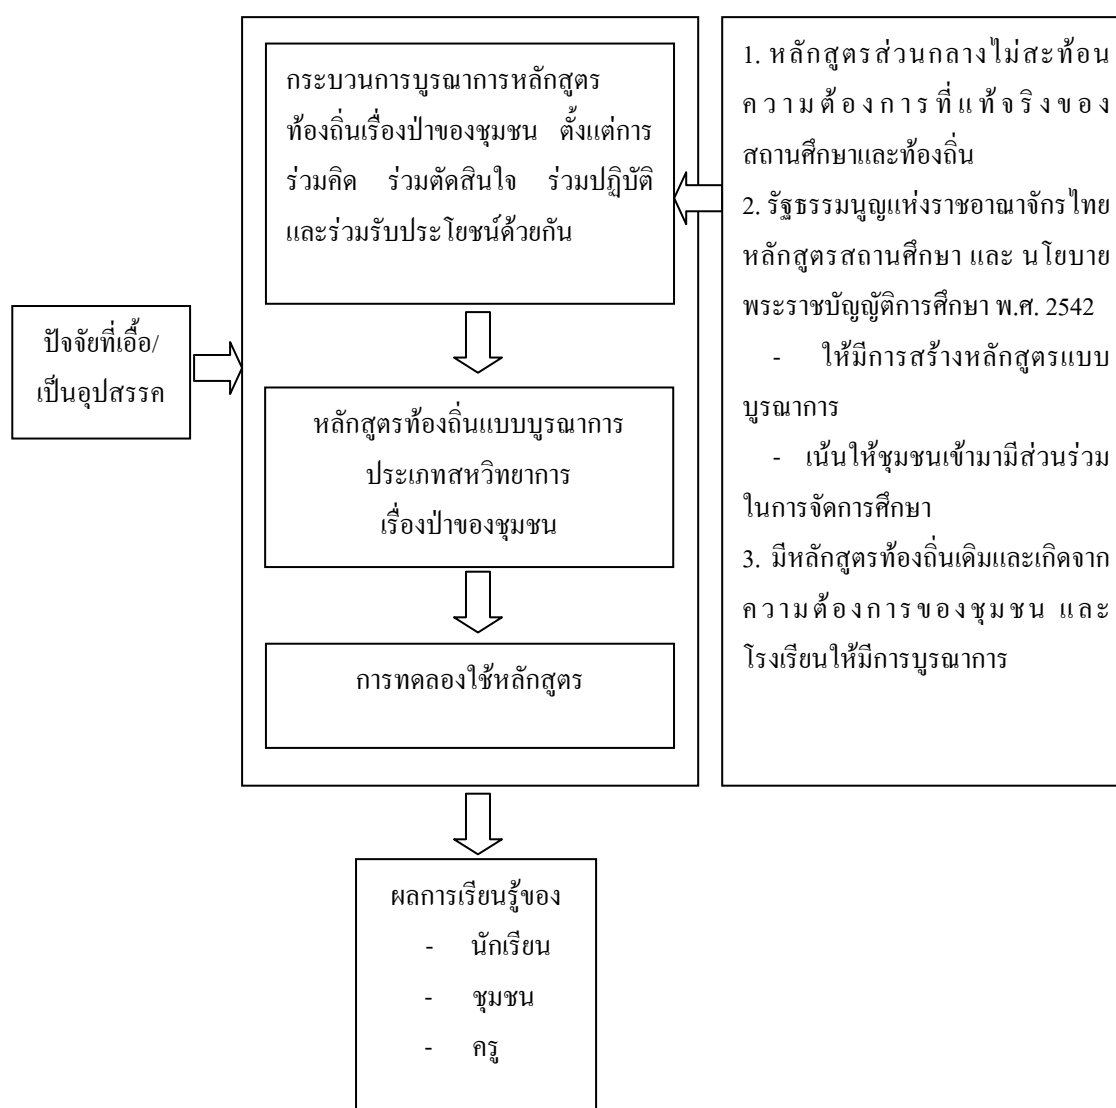 กระบวนการบูรณาการหลักสูตร
ท้องถิ่นเรื่องป่าของชุมชน ตั้งแต่การ
ร่วมคิด ร่วมตัดสินใจ ร่วมปฏิบัติ
และร่วมรับประโยชน์ด้วยกัน
1. หลักสูตรส่วนกลางไม่สะท้อน
ความต้องการที่แท้จริงของ
สถานศึกษาและท้องถิ่น
2. รัฐธรรมนูญแห่งราชอาณาจักรไทย
หลักสูตรสถานศึกษา และ นโยบาย
พระราชบัญญัติการศึกษา พ.ศ. 2542
- ให้มีการสร้างหลักสูตรแบบ
บูรณาการ
- เน้นให้ชุมชนเข้ามามีส่วนร่วม
ในการจัดการศึกษา
3. มีหลักสูตรท้องถิ่นเดิมและเกิดจาก
ความต้องการของชุมชน และ
โรงเรียนให้มีการบูรณาการ
ปัจจัยที่เอื้อ/
เป็นอุปสรรค
หลักสูตรท้องถิ่นแบบบูรณาการ
ประเภทสหวิทยาการ
เรื่องป่าของชุมชน
การทดลองใช้หลักสูตร
ผลการเรียนรู้ของ
- นักเรียน
- ชุมชน
- ครู